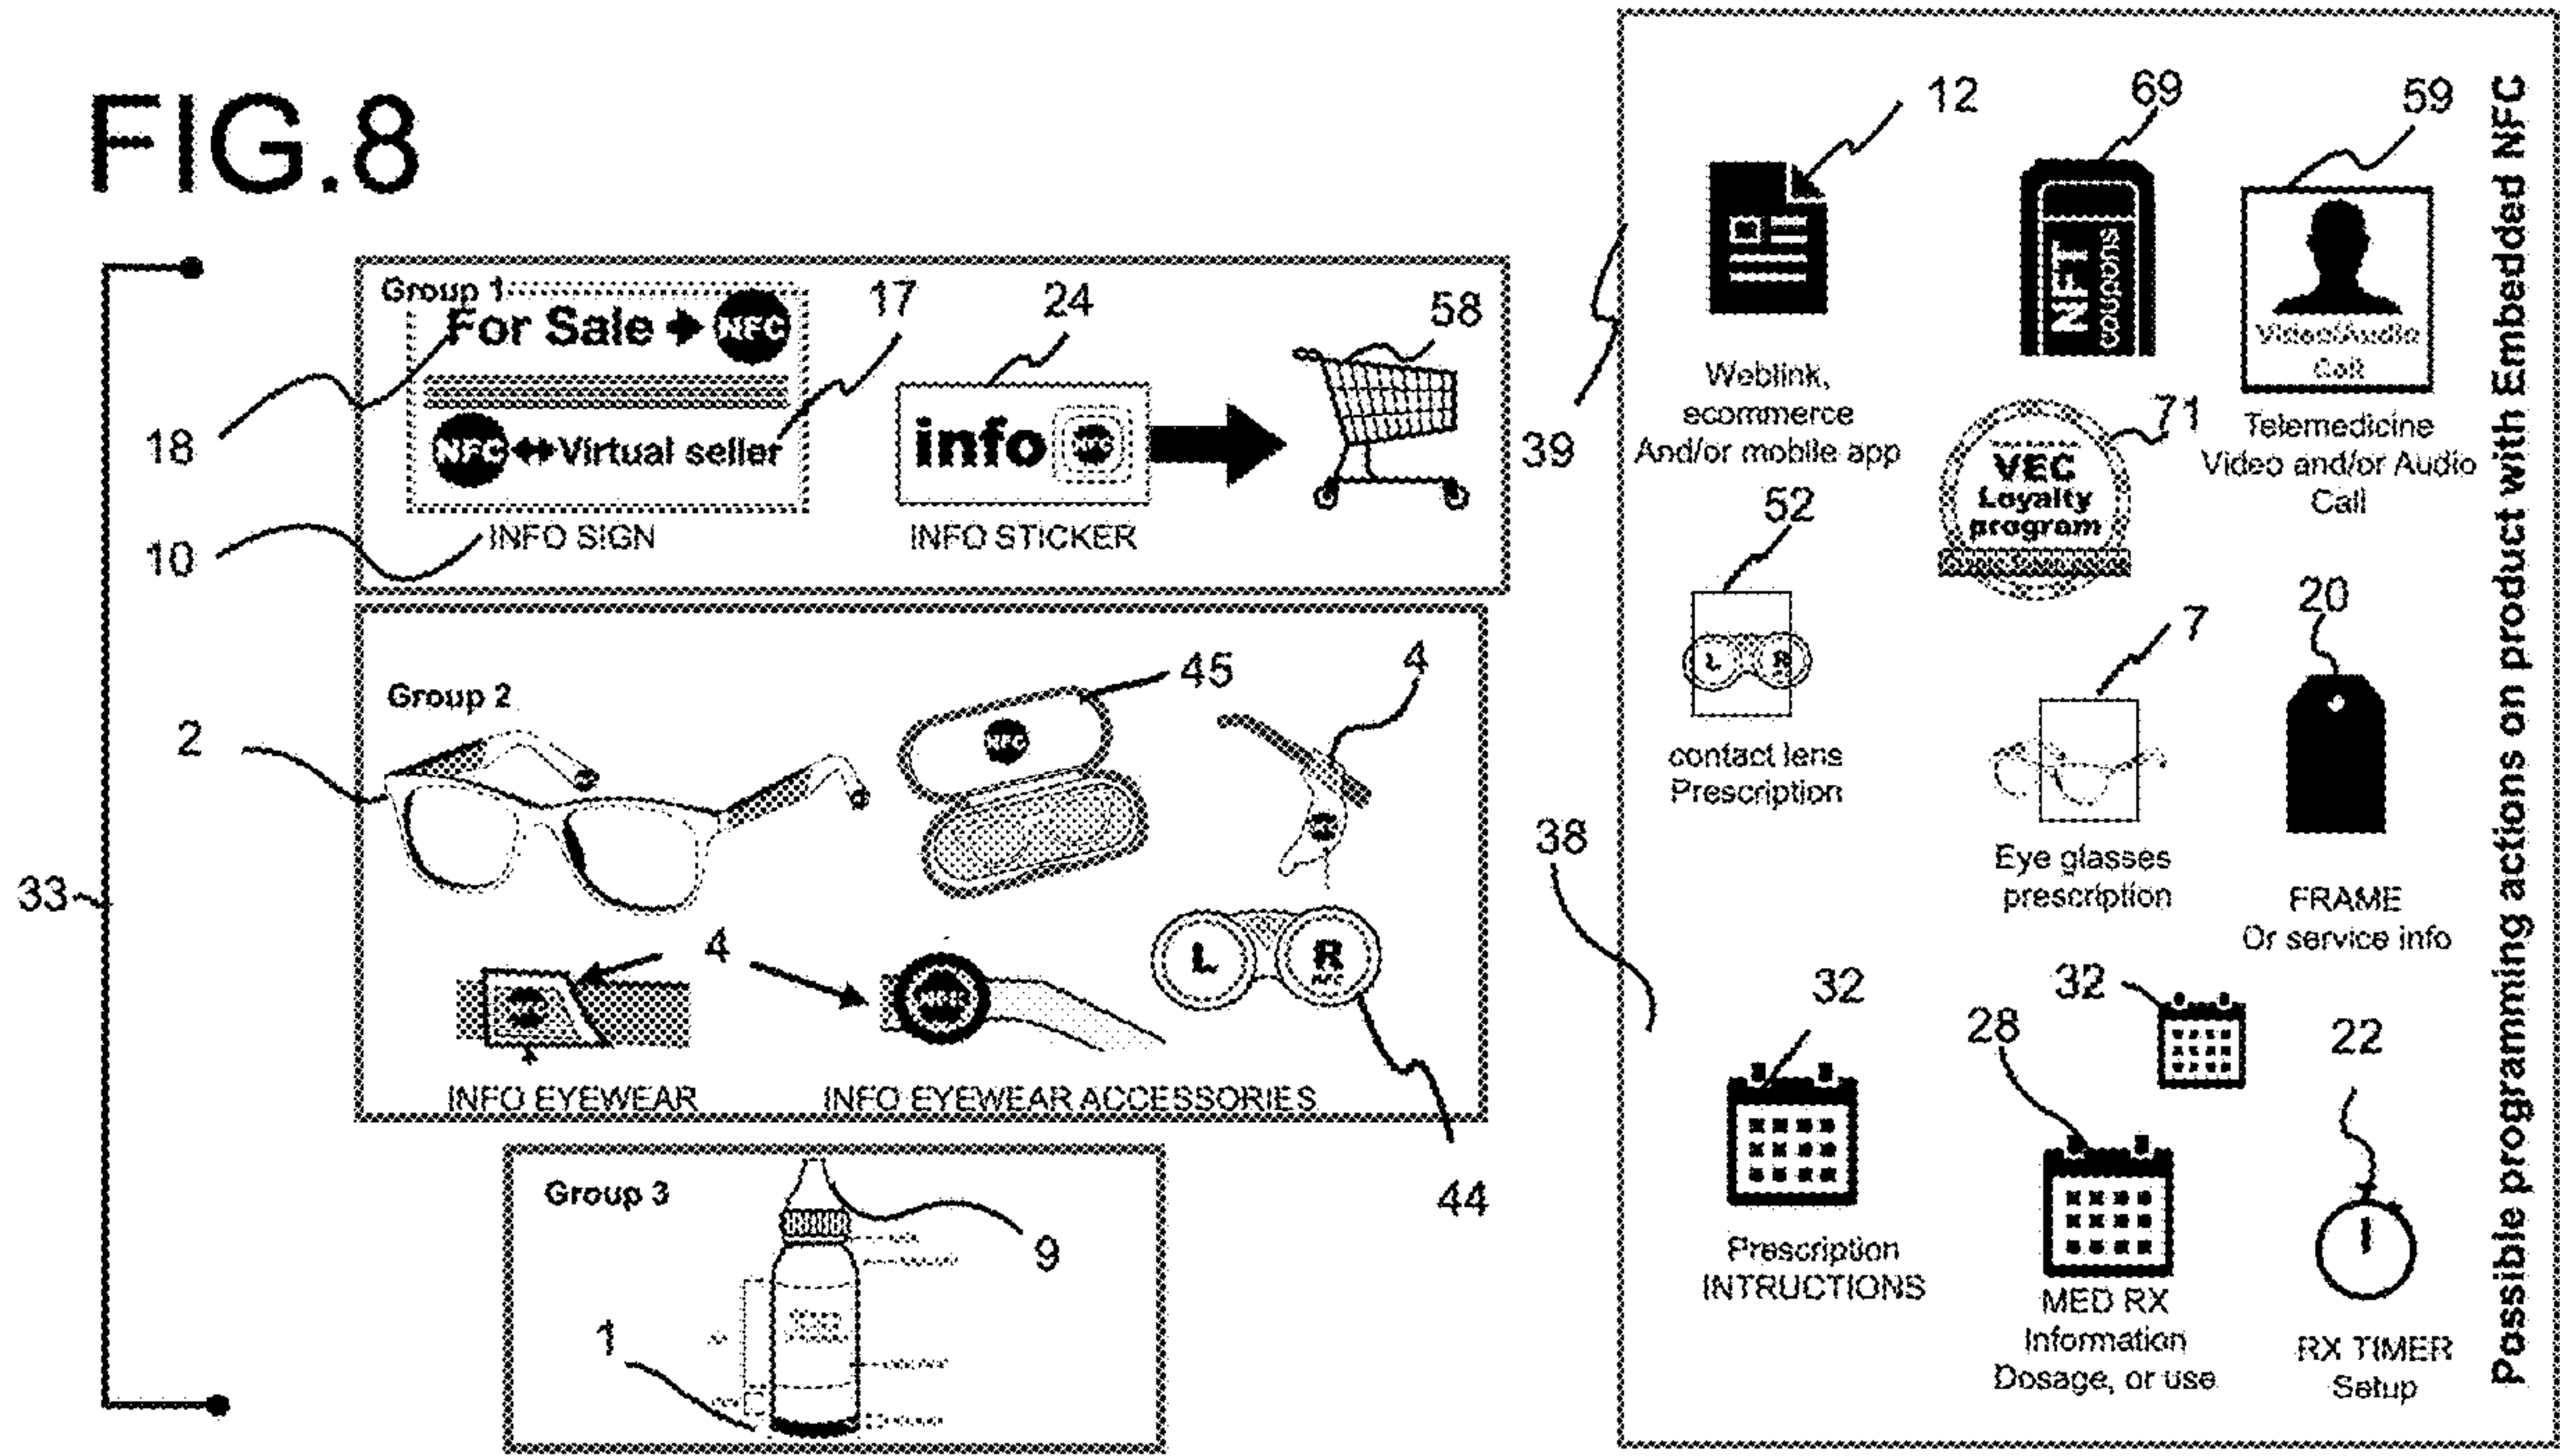 FIG.8
Group 1
For Sale NFC
NFC Virtual seller
INFO SIGN
info NFC
INFO STICKER
17
24
58
18
10
33
Group 2
2
45
NFC
4
4
L R
NFC
44
INFO EYEWEAR
INFO EYEWEAR ACCESSORIES
Group 3
9
1
39
38
12
Weblink,
ecommerce
And/or mobile app
69
NFT
coupons
59
Video/Audio
Call
Telemedicine
Video and/or Audio
Call
71
VEC
Loyalty
program
52
L R
contact lens
Prescription
7
Eye glasses
prescription
20
FRAME
Or service info
32
Prescription
INTRUCTIONS
32
28
MED RX
Information
Dosage, or use
22
RX TIMER
Setup
Possible programming actions on product with Embedded NFC